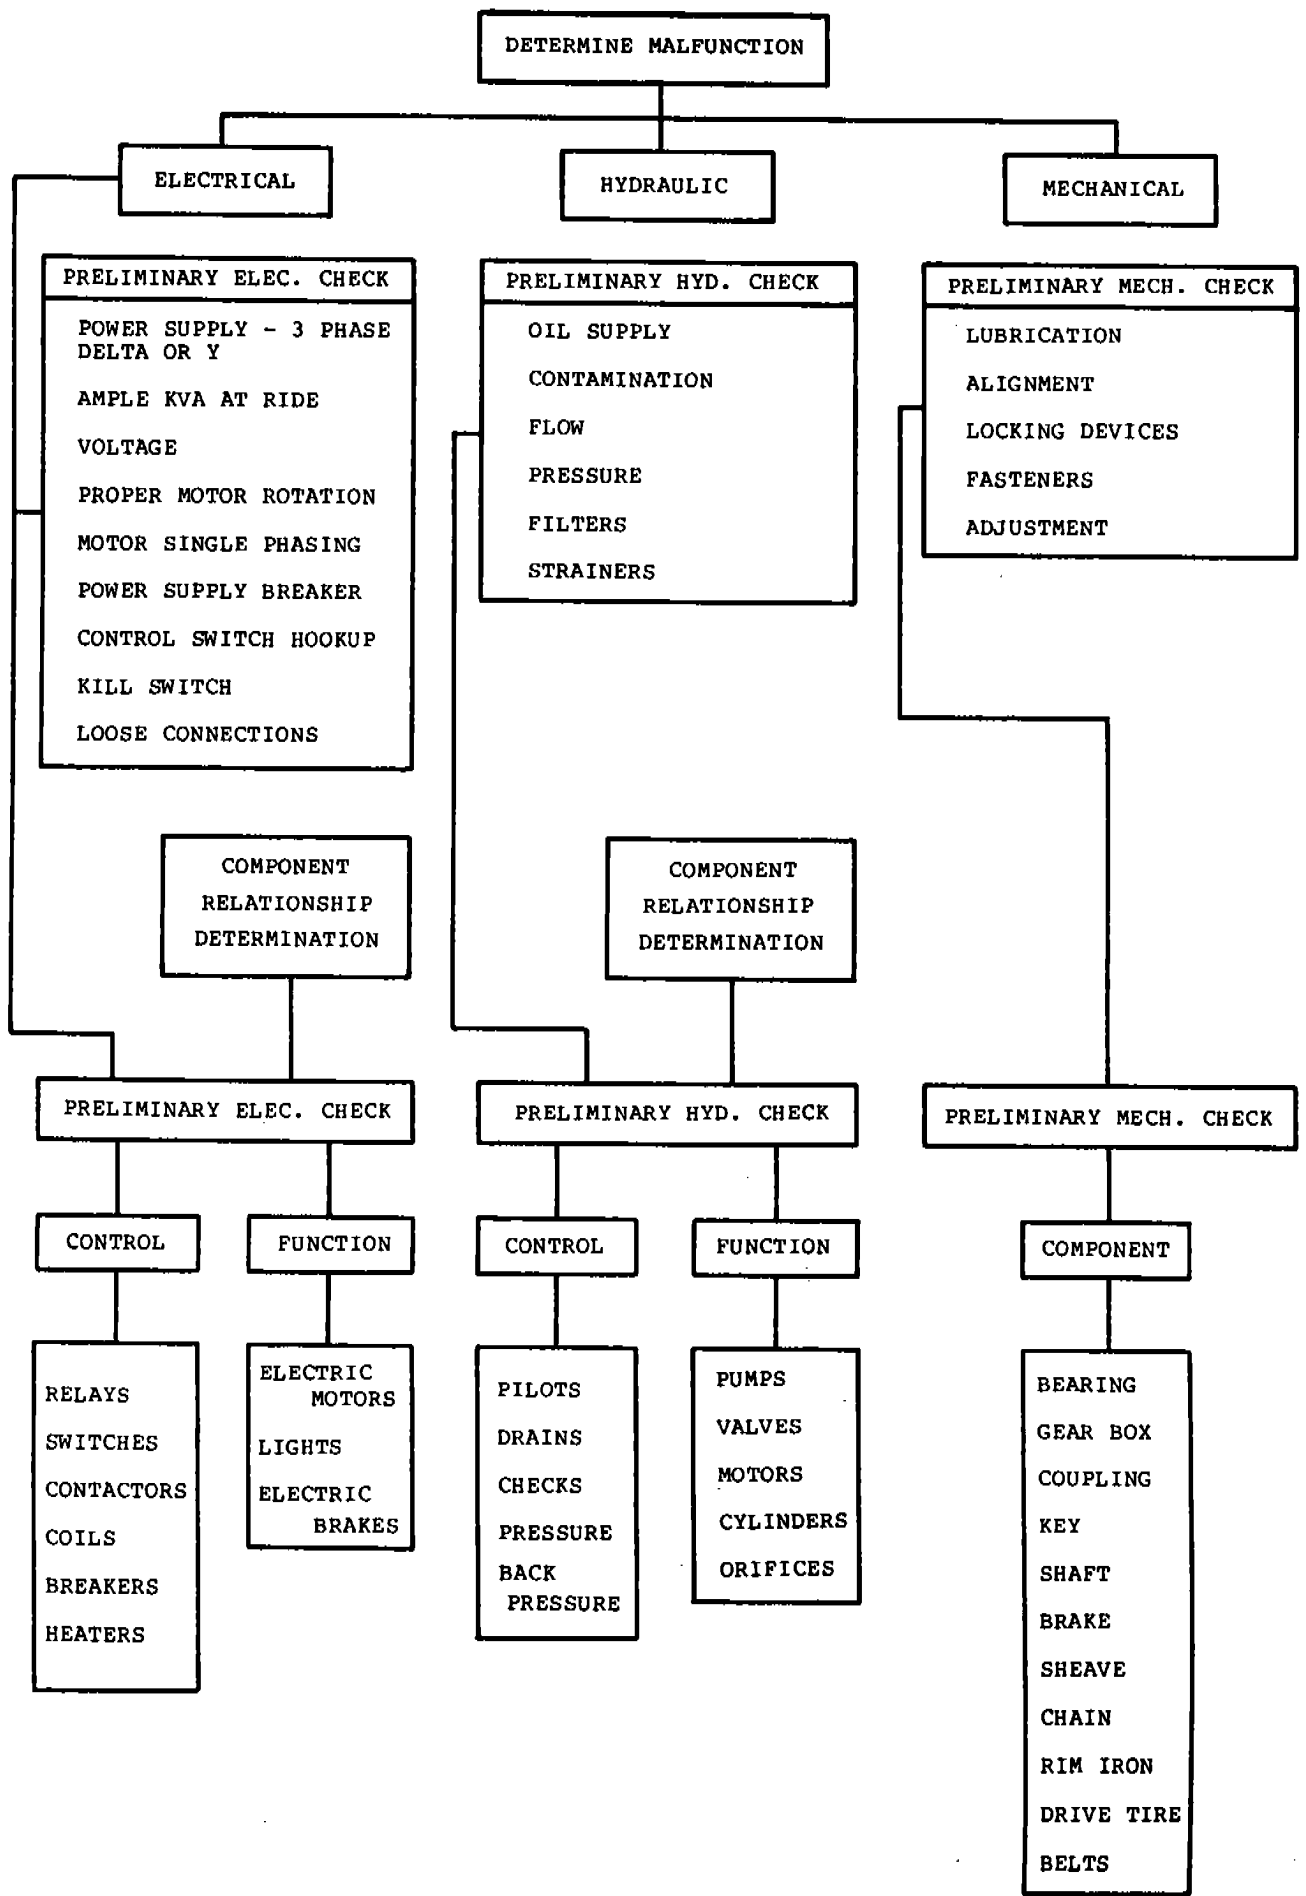 DETERMINE MALFUNCTION
ELECTRICAL
HYDRAULIC
MECHANICAL
PRELIMINARY ELEC. CHECK
POWER SUPPLY - 3 PHASE
DELTA OR Y
AMPLE KVA AT RIDE
VOLTAGE
PROPER MOTOR ROTATION
MOTOR SINGLE PHASING
POWER SUPPLY BREAKER
CONTROL SWITCH HOOKUP
KILL SWITCH
LOOSE CONNECTIONS
PRELIMINARY HYD. CHECK
OIL SUPPLY
CONTAMINATION
FLOW
PRESSURE
FILTERS
STRAINERS
PRELIMINARY MECH. CHECK
LUBRICATION
ALIGNMENT
LOCKING DEVICES
FASTENERS
ADJUSTMENT
COMPONENT
RELATIONSHIP
DETERMINATION
COMPONENT
RELATIONSHIP
DETERMINATION
PRELIMINARY ELEC. CHECK
PRELIMINARY HYD. CHECK
PRELIMINARY MECH. CHECK
CONTROL
FUNCTION
CONTROL
FUNCTION
COMPONENT
RELAYS
SWITCHES
CONTACTORS
COILS
BREAKERS
HEATERS
ELECTRIC
MOTORS
LIGHTS
ELECTRIC
BRAKES
PILOTS
DRAINS
CHECKS
PRESSURE
BACK
PRESSURE
PUMPS
VALVES
MOTORS
CYLINDERS
ORIFICES
BEARING
GEAR BOX
COUPLING
KEY
SHAFT
BRAKE
SHEAVE
CHAIN
RIM IRON
DRIVE TIRE
BELTS